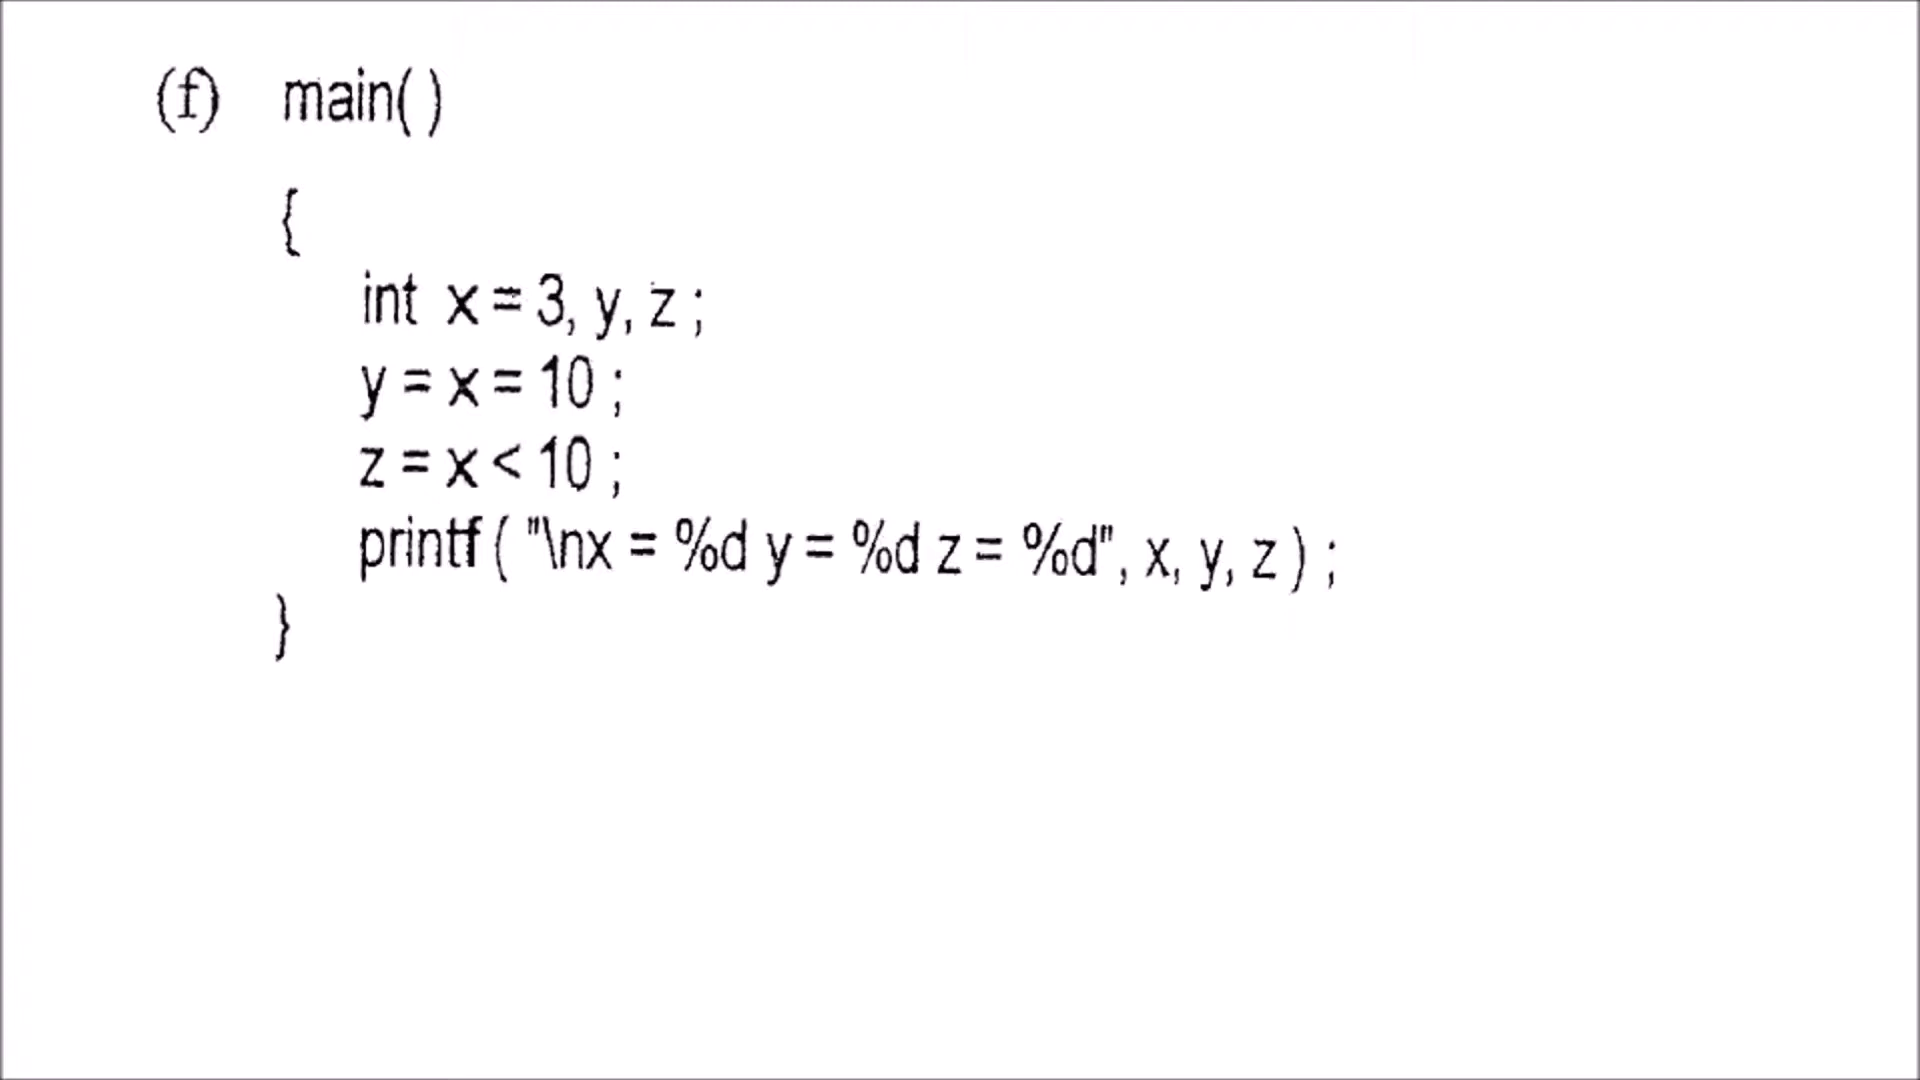 (f) main( )
{
int x = 3, y, z ;
y = x = 10 ;
z = x < 10 ;
printf ( "\nx = %d y = %d z = %d", x, y, z ) ;
}